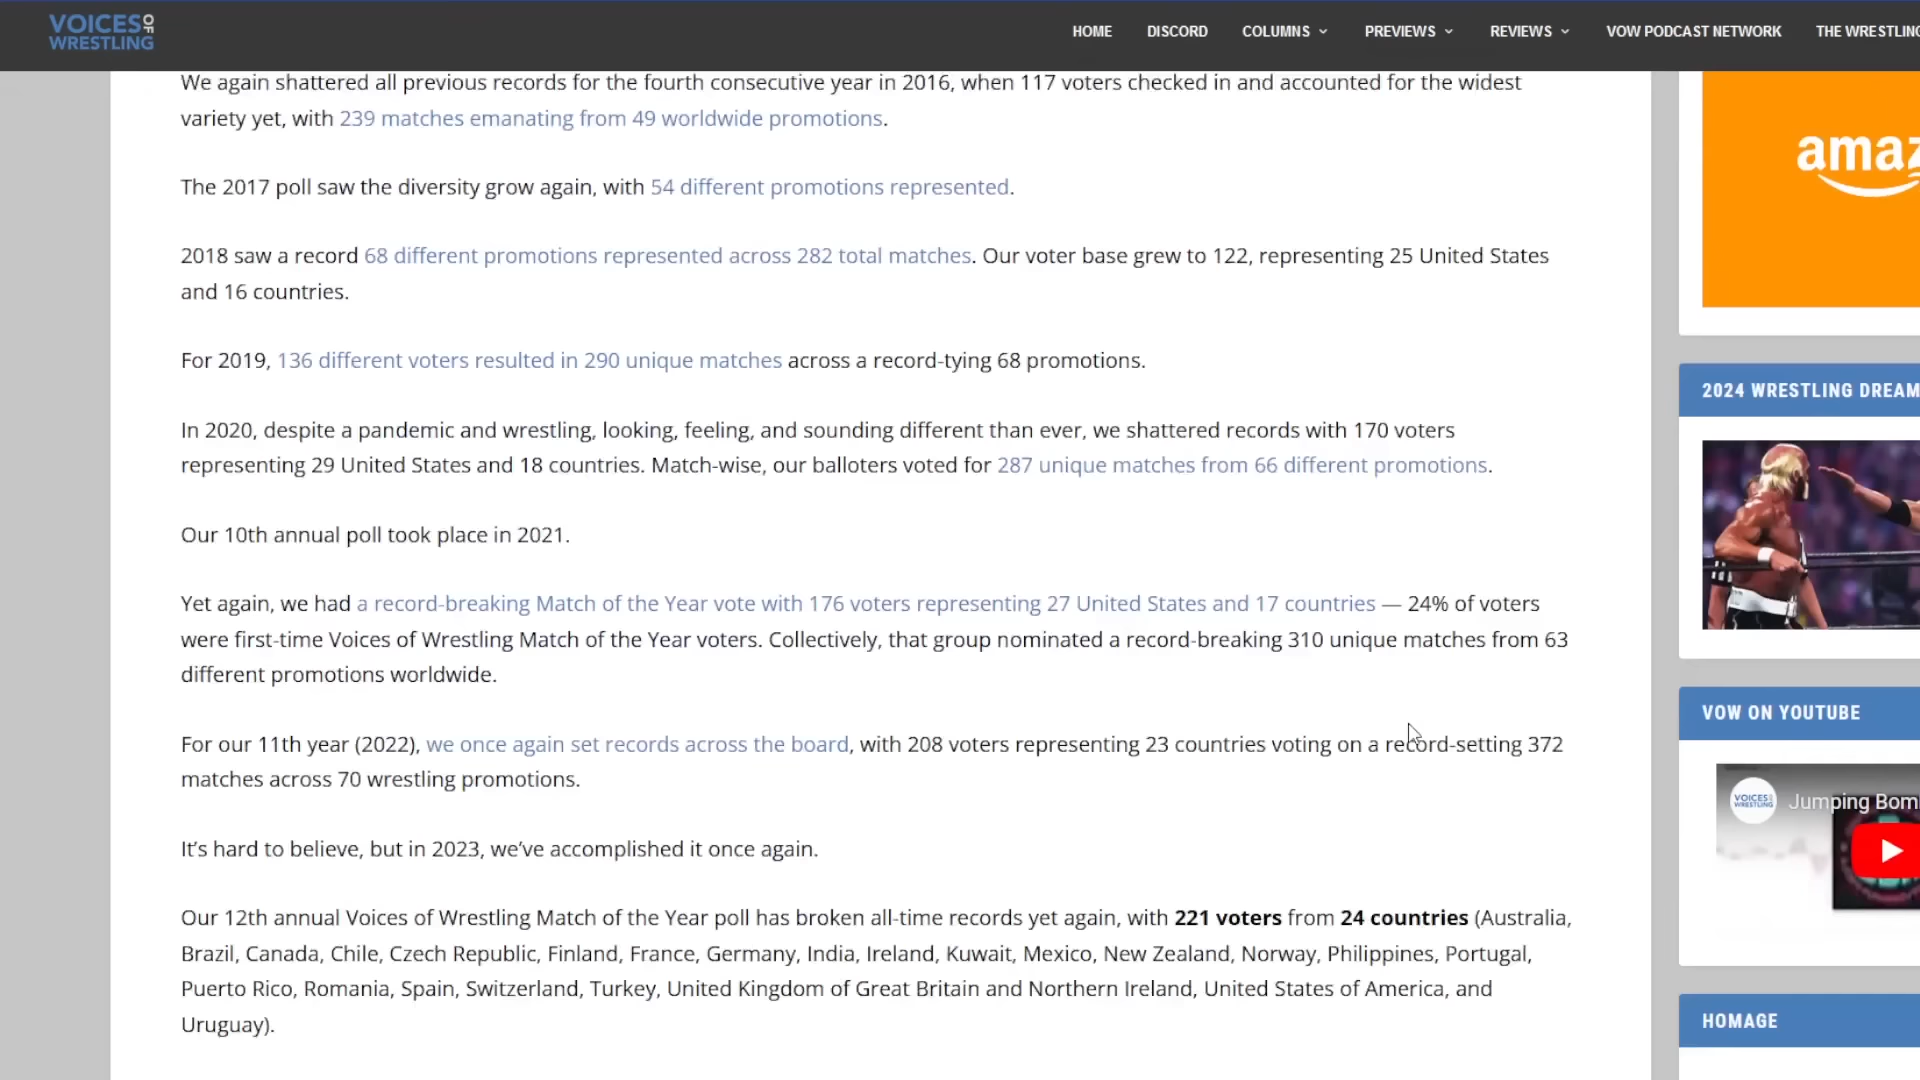 VOICES OF
WRESTLING
HOME DISCORD COLUMNS PREVIEWS REVIEWS VOW PODCAST NETWORK THE WRESTLING
We again shattered all previous records for the fourth consecutive year in 2016, when 117 voters checked in and accounted for the widest
variety yet, with 239 matches emanating from 49 worldwide promotions.
The 2017 poll saw the diversity grow again, with 54 different promotions represented.
2018 saw a record 68 different promotions represented across 282 total matches. Our voter base grew to 122, representing 25 United States
and 16 countries.
For 2019, 136 different voters resulted in 290 unique matches across a record-tying 68 promotions.
In 2020, despite a pandemic and wrestling, looking, feeling, and sounding different than ever, we shattered records with 170 voters
representing 29 United States and 18 countries. Match-wise, our balloters voted for 287 unique matches from 66 different promotions.
Our 10th annual poll took place in 2021.
Yet again, we had a record-breaking Match of the Year vote with 176 voters representing 27 United States and 17 countries — 24% of voters
were first-time Voices of Wrestling Match of the Year voters. Collectively, that group nominated a record-breaking 310 unique matches from 63
different promotions worldwide.
For our 11th year (2022), we once again set records across the board, with 208 voters representing 23 countries voting on a record-setting 372
matches across 70 wrestling promotions.
It’s hard to believe, but in 2023, we’ve accomplished it once again.
Our 12th annual Voices of Wrestling Match of the Year poll has broken all-time records yet again, with 221 voters from 24 countries (Australia,
Brazil, Canada, Chile, Czech Republic, Finland, France, Germany, India, Ireland, Kuwait, Mexico, New Zealand, Norway, Philippines, Portugal,
Puerto Rico, Romania, Spain, Switzerland, Turkey, United Kingdom of Great Britain and Northern Ireland, United States of America, and
Uruguay).
amaz
2024 WRESTLING DREAM
VOW ON YOUTUBE
VOICES OF
WRESTLING
Jumping Bom
HOMAGE